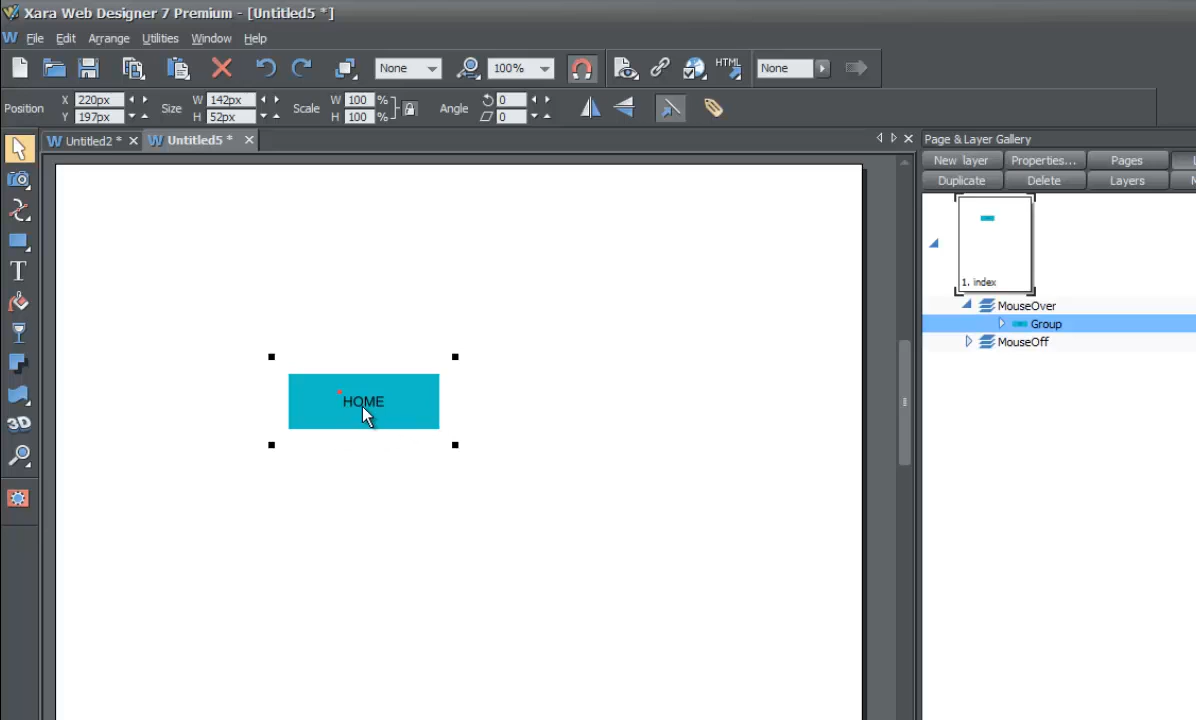 Xara Web Designer 7 Premium - [Untitled5 *]
File Edit Arrange Utilities Window Help
None 100% HTML None
Position X 220px Size W 142px Scale W 100 % Angle 0
Y 197px H 52px H 100 % 0
Untitled2 * Untitled5 * Page & Layer Gallery
New layer Properties... Pages
Duplicate Delete Layers
1. index
MouseOver
Group
MouseOff
HOME
T
3D